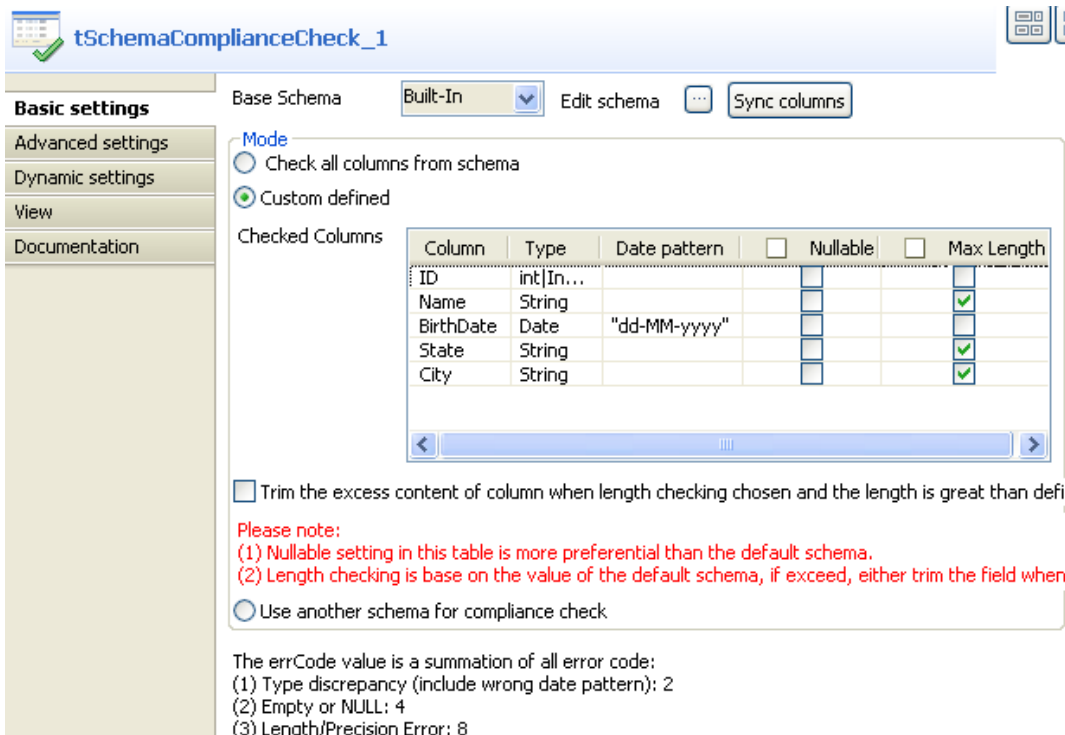 tSchemaComplianceCheck_1
Basic settings
Advanced settings
Dynamic settings
View
Documentation
Base Schema Built-In Edit schema ... Sync columns
Mode
Check all columns from schema
Custom defined
Checked Columns
Column Type Date pattern Nullable Max Length
ID int|In...
Name String
BirthDate Date "dd-MM-yyyy"
State String
City String
Trim the excess content of column when length checking chosen and the length is great than defi
Please note:
(1) Nullable setting in this table is more preferential than the default schema.
(2) Length checking is base on the value of the default schema, if exceed, either trim the field when
Use another schema for compliance check
The errCode value is a summation of all error code:
(1) Type discrepancy (include wrong date pattern): 2
(2) Empty or NULL: 4
(3) Length/Precision Error: 8